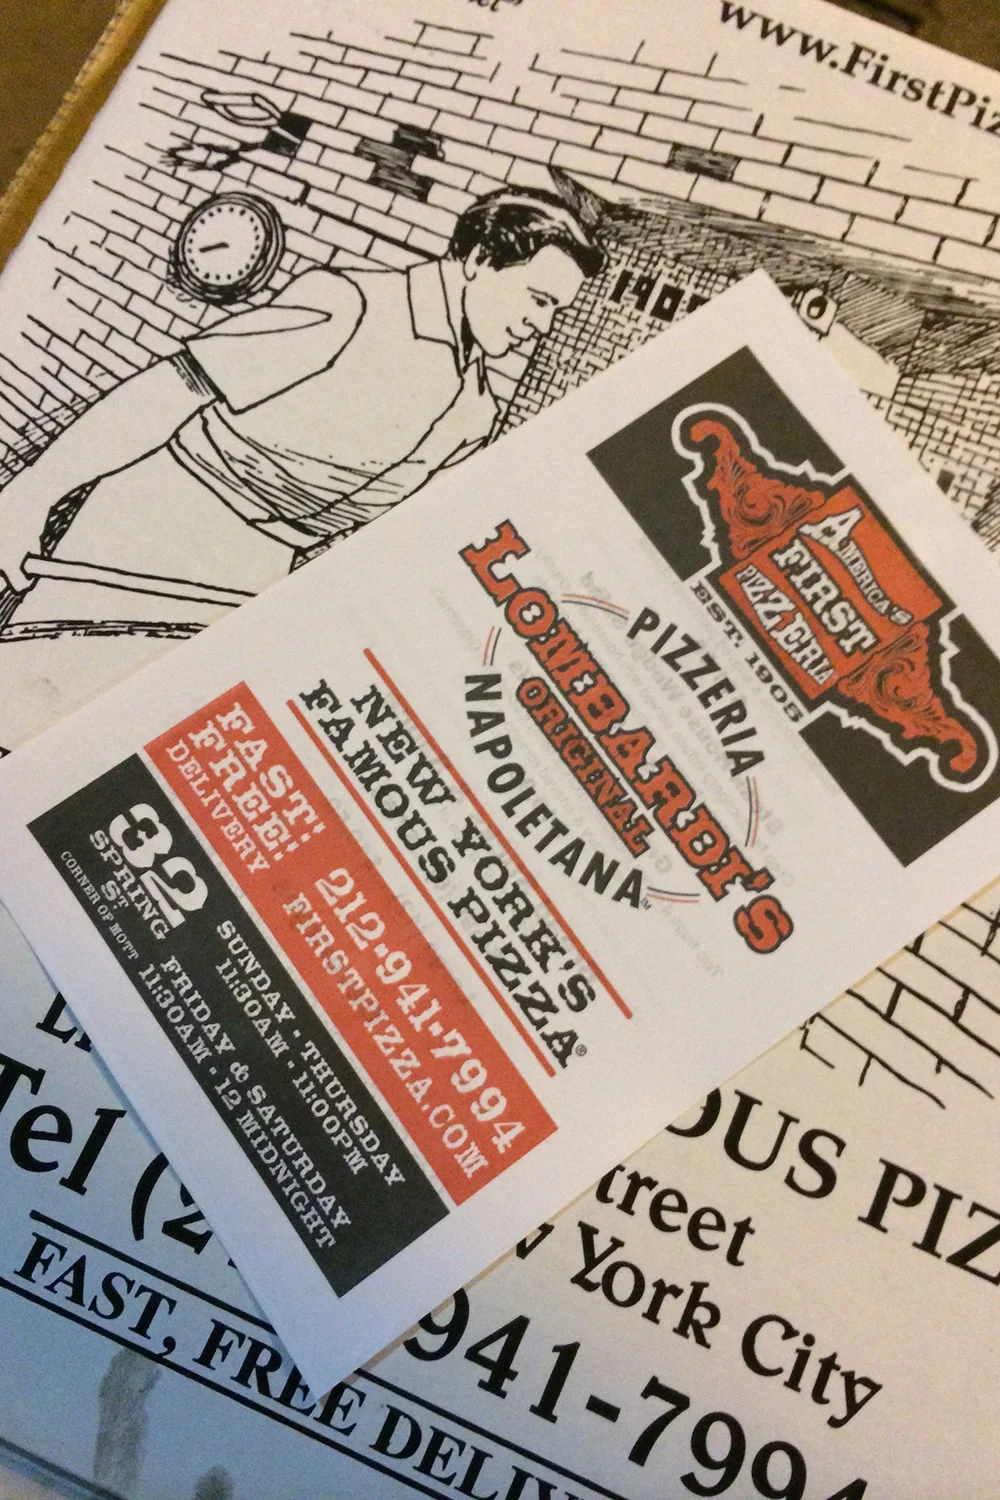 www.FirstPiz
1905
AMERICA'S
FIRST
PIZZERIA
EST. 1905
PIZZERIA
LOMBARDI'S
ORIGINAL
NAPOLETANA™
NEW YORK'S
FAMOUS PIZZA®
FAST!
FREE!
DELIVERY
212·941·7994
FIRSTPIZZA.COM
32
SPRING
ST
CORNER OF MOTT
SUNDAY - THURSDAY
11:30AM - 11:00PM
FRIDAY & SATURDAY
11:30AM - 12 MIDNIGHT
OUS PIZ
treet
York City
Tel (2
941-7994
FAST, FREE DELIV